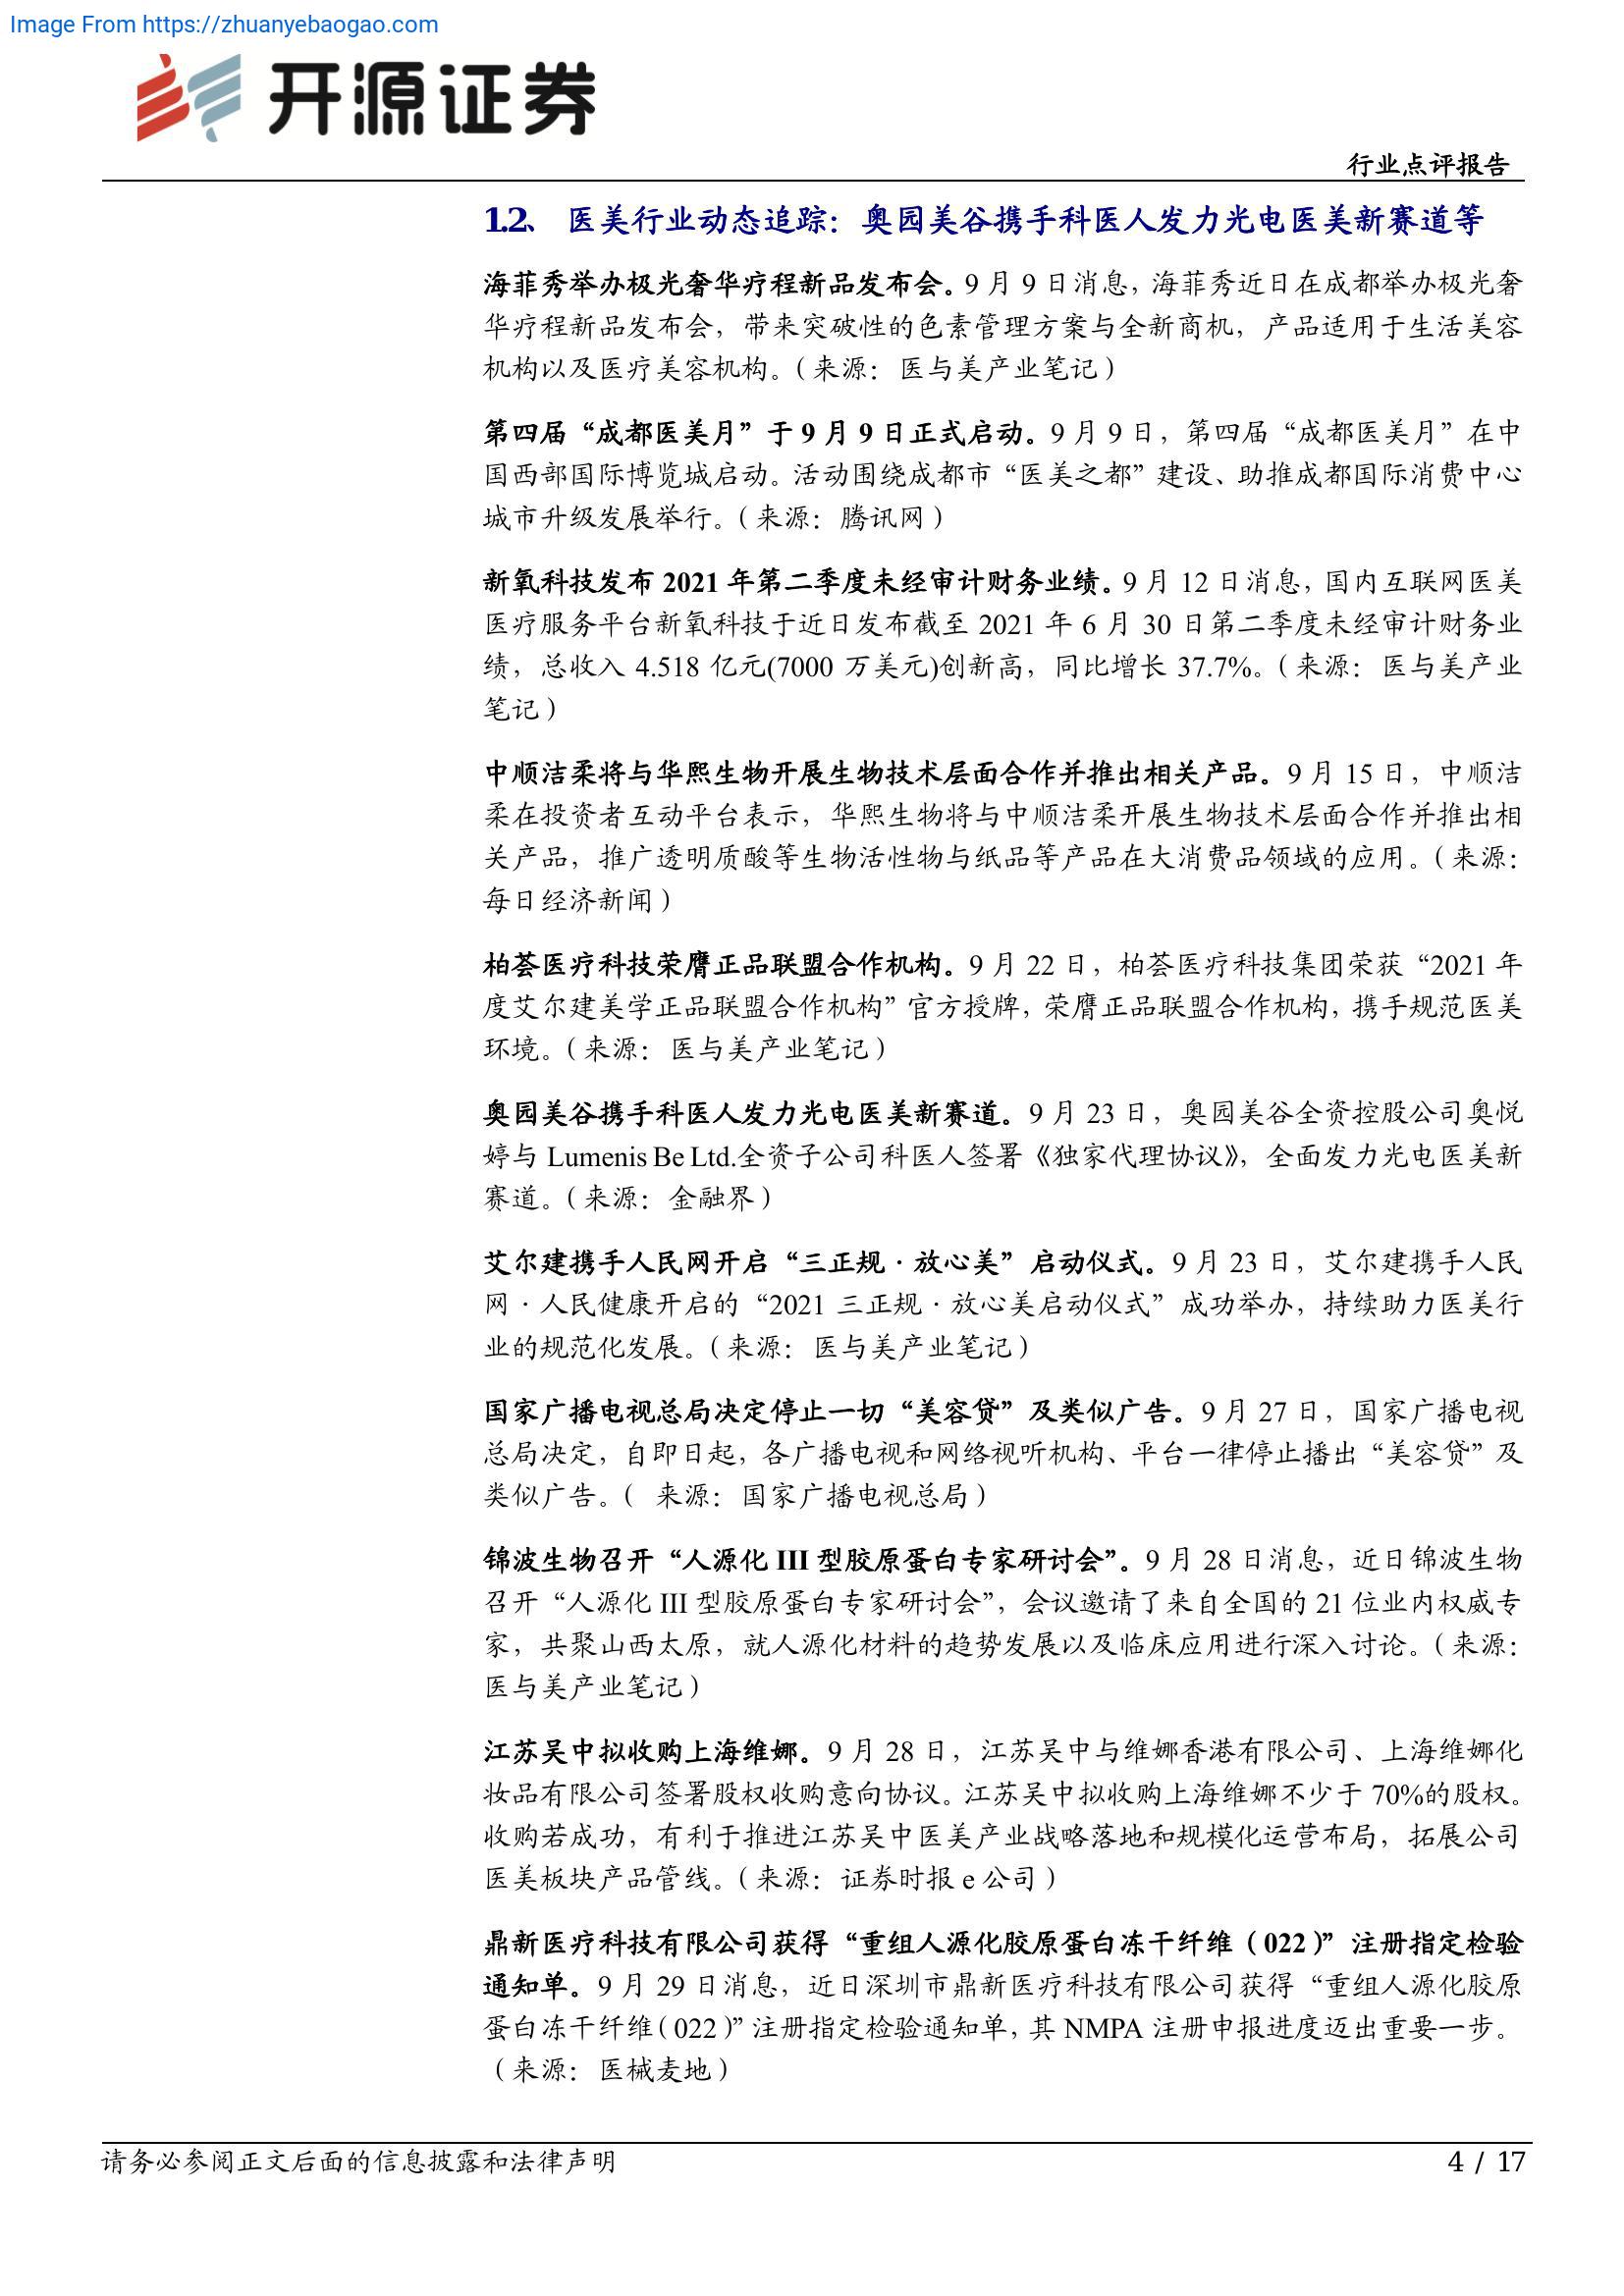 Image From https://zhuanyebaogao.com
开源证券
行业点评报告
1.2、 医美行业动态追踪：奥园美谷携手科医人发力光电医美新赛道等
海菲秀举办极光奢华疗程新品发布会。9 月 9 日消息，海菲秀近日在成都举办极光奢
华疗程新品发布会，带来突破性的色素管理方案与全新商机，产品适用于生活美容
机构以及医疗美容机构。（来源：医与美产业笔记）
第四届“成都医美月”于 9 月 9 日正式启动。9 月 9 日，第四届“成都医美月”在中
国西部国际博览城启动。活动围绕成都市“医美之都”建设、助推成都国际消费中心
城市升级发展举行。（来源：腾讯网）
新氧科技发布 2021 年第二季度未经审计财务业绩。9 月 12 日消息，国内互联网医美
医疗服务平台新氧科技于近日发布截至 2021 年 6 月 30 日第二季度未经审计财务业
绩，总收入 4.518 亿元(7000 万美元)创新高，同比增长 37.7%。（来源：医与美产业
笔记）
中顺洁柔将与华熙生物开展生物技术层面合作并推出相关产品。9 月 15 日，中顺洁
柔在投资者互动平台表示，华熙生物将与中顺洁柔开展生物技术层面合作并推出相
关产品，推广透明质酸等生物活性物与纸品等产品在大消费品领域的应用。（来源：
每日经济新闻）
柏荟医疗科技荣膺正品联盟合作机构。9 月 22 日，柏荟医疗科技集团荣获“2021 年
度艾尔建美学正品联盟合作机构”官方授牌，荣膺正品联盟合作机构，携手规范医美
环境。（来源：医与美产业笔记）
奥园美谷携手科医人发力光电医美新赛道。9 月 23 日，奥园美谷全资控股公司奥悦
婷与 Lumenis Be Ltd.全资子公司科医人签署《独家代理协议》，全面发力光电医美新
赛道。（来源：金融界）
艾尔建携手人民网开启“三正规·放心美”启动仪式。9 月 23 日，艾尔建携手人民
网·人民健康开启的“2021 三正规·放心美启动仪式”成功举办，持续助力医美行
业的规范化发展。（来源：医与美产业笔记）
国家广播电视总局决定停止一切“美容贷”及类似广告。9 月 27 日，国家广播电视
总局决定，自即日起，各广播电视和网络视听机构、平台一律停止播出“美容贷”及
类似广告。（ 来源：国家广播电视总局）
锦波生物召开“人源化 III 型胶原蛋白专家研讨会”。9 月 28 日消息，近日锦波生物
召开“人源化 III 型胶原蛋白专家研讨会”，会议邀请了来自全国的 21 位业内权威专
家，共聚山西太原，就人源化材料的趋势发展以及临床应用进行深入讨论。（来源：
医与美产业笔记）
江苏吴中拟收购上海维娜。9 月 28 日，江苏吴中与维娜香港有限公司、上海维娜化
妆品有限公司签署股权收购意向协议。江苏吴中拟收购上海维娜不少于 70%的股权。
收购若成功，有利于推进江苏吴中医美产业战略落地和规模化运营布局，拓展公司
医美板块产品管线。（来源：证券时报 e 公司）
鼎新医疗科技有限公司获得“重组人源化胶原蛋白冻干纤维（022）”注册指定检验
通知单。9 月 29 日消息，近日深圳市鼎新医疗科技有限公司获得“重组人源化胶原
蛋白冻干纤维（022）”注册指定检验通知单，其 NMPA 注册申报进度迈出重要一步。
（来源：医械麦地）
请务必参阅正文后面的信息披露和法律声明
4 / 17